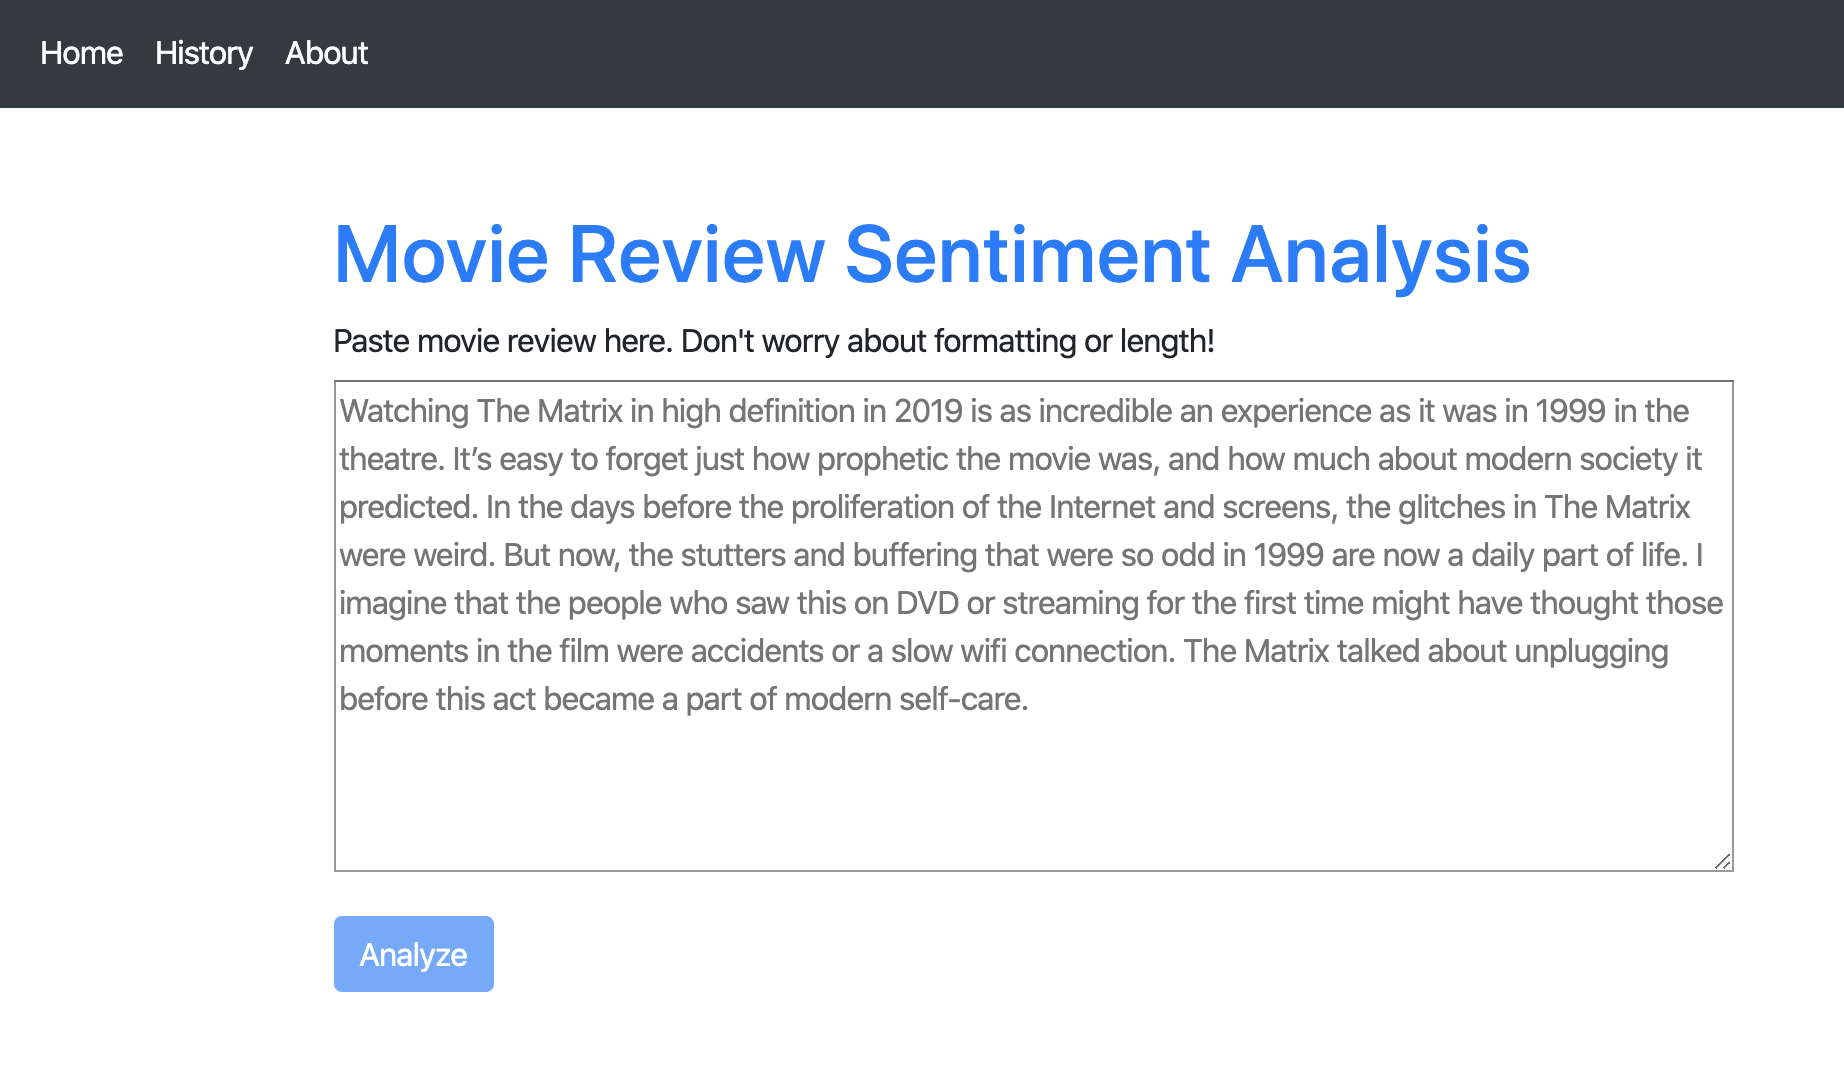 Home History About
Movie Review Sentiment Analysis
Paste movie review here. Don't worry about formatting or length!
Watching The Matrix in high definition in 2019 is as incredible an experience as it was in 1999 in the
theatre. It’s easy to forget just how prophetic the movie was, and how much about modern society it
predicted. In the days before the proliferation of the Internet and screens, the glitches in The Matrix
were weird. But now, the stutters and buffering that were so odd in 1999 are now a daily part of life. I
imagine that the people who saw this on DVD or streaming for the first time might have thought those
moments in the film were accidents or a slow wifi connection. The Matrix talked about unplugging
before this act became a part of modern self-care.
Analyze